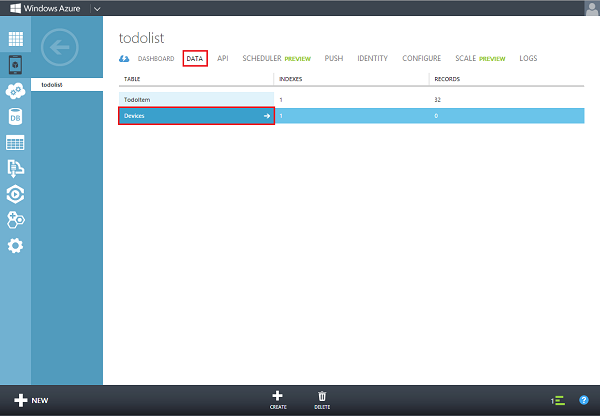 Windows Azure
todolist
todolist
DASHBOARD DATA API SCHEDULER PREVIEW PUSH IDENTITY CONFIGURE SCALE PREVIEW LOGS
TABLE INDEXES RECORDS
TodoItem 1 32
Devices 1 0
DB
NEW CREATE DELETE 1 ?